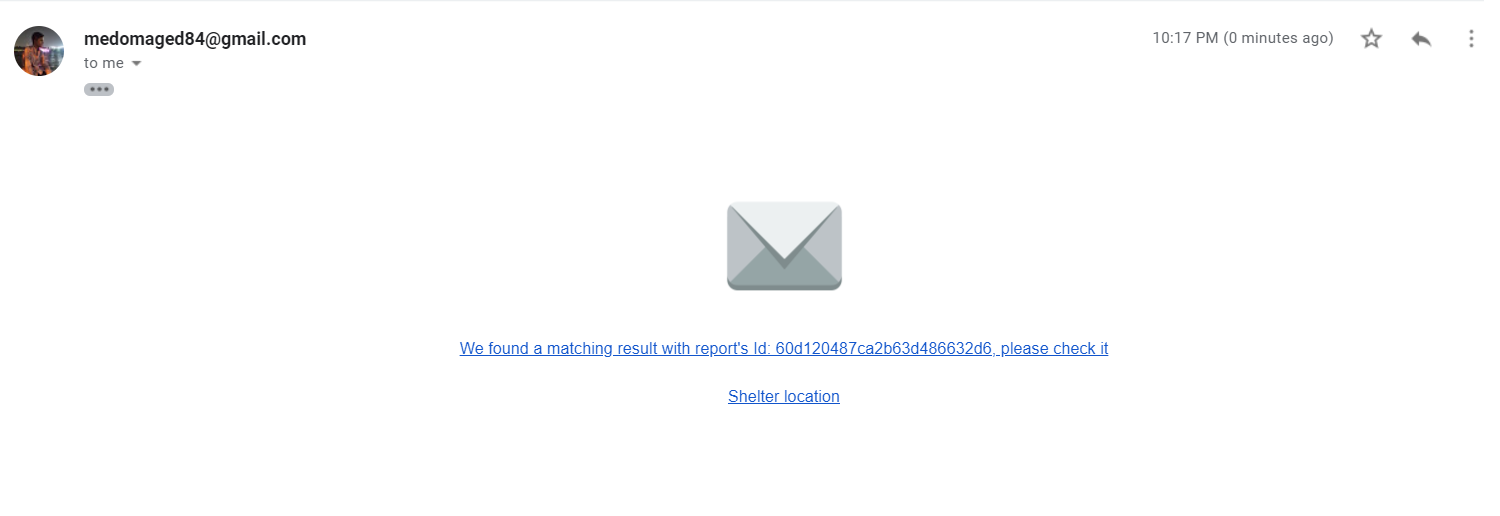 medomaged84@gmail.com
10:17 PM (0 minutes ago)
to me
We found a matching result with report's Id: 60d120487ca2b63d486632d6, please check it
Shelter location